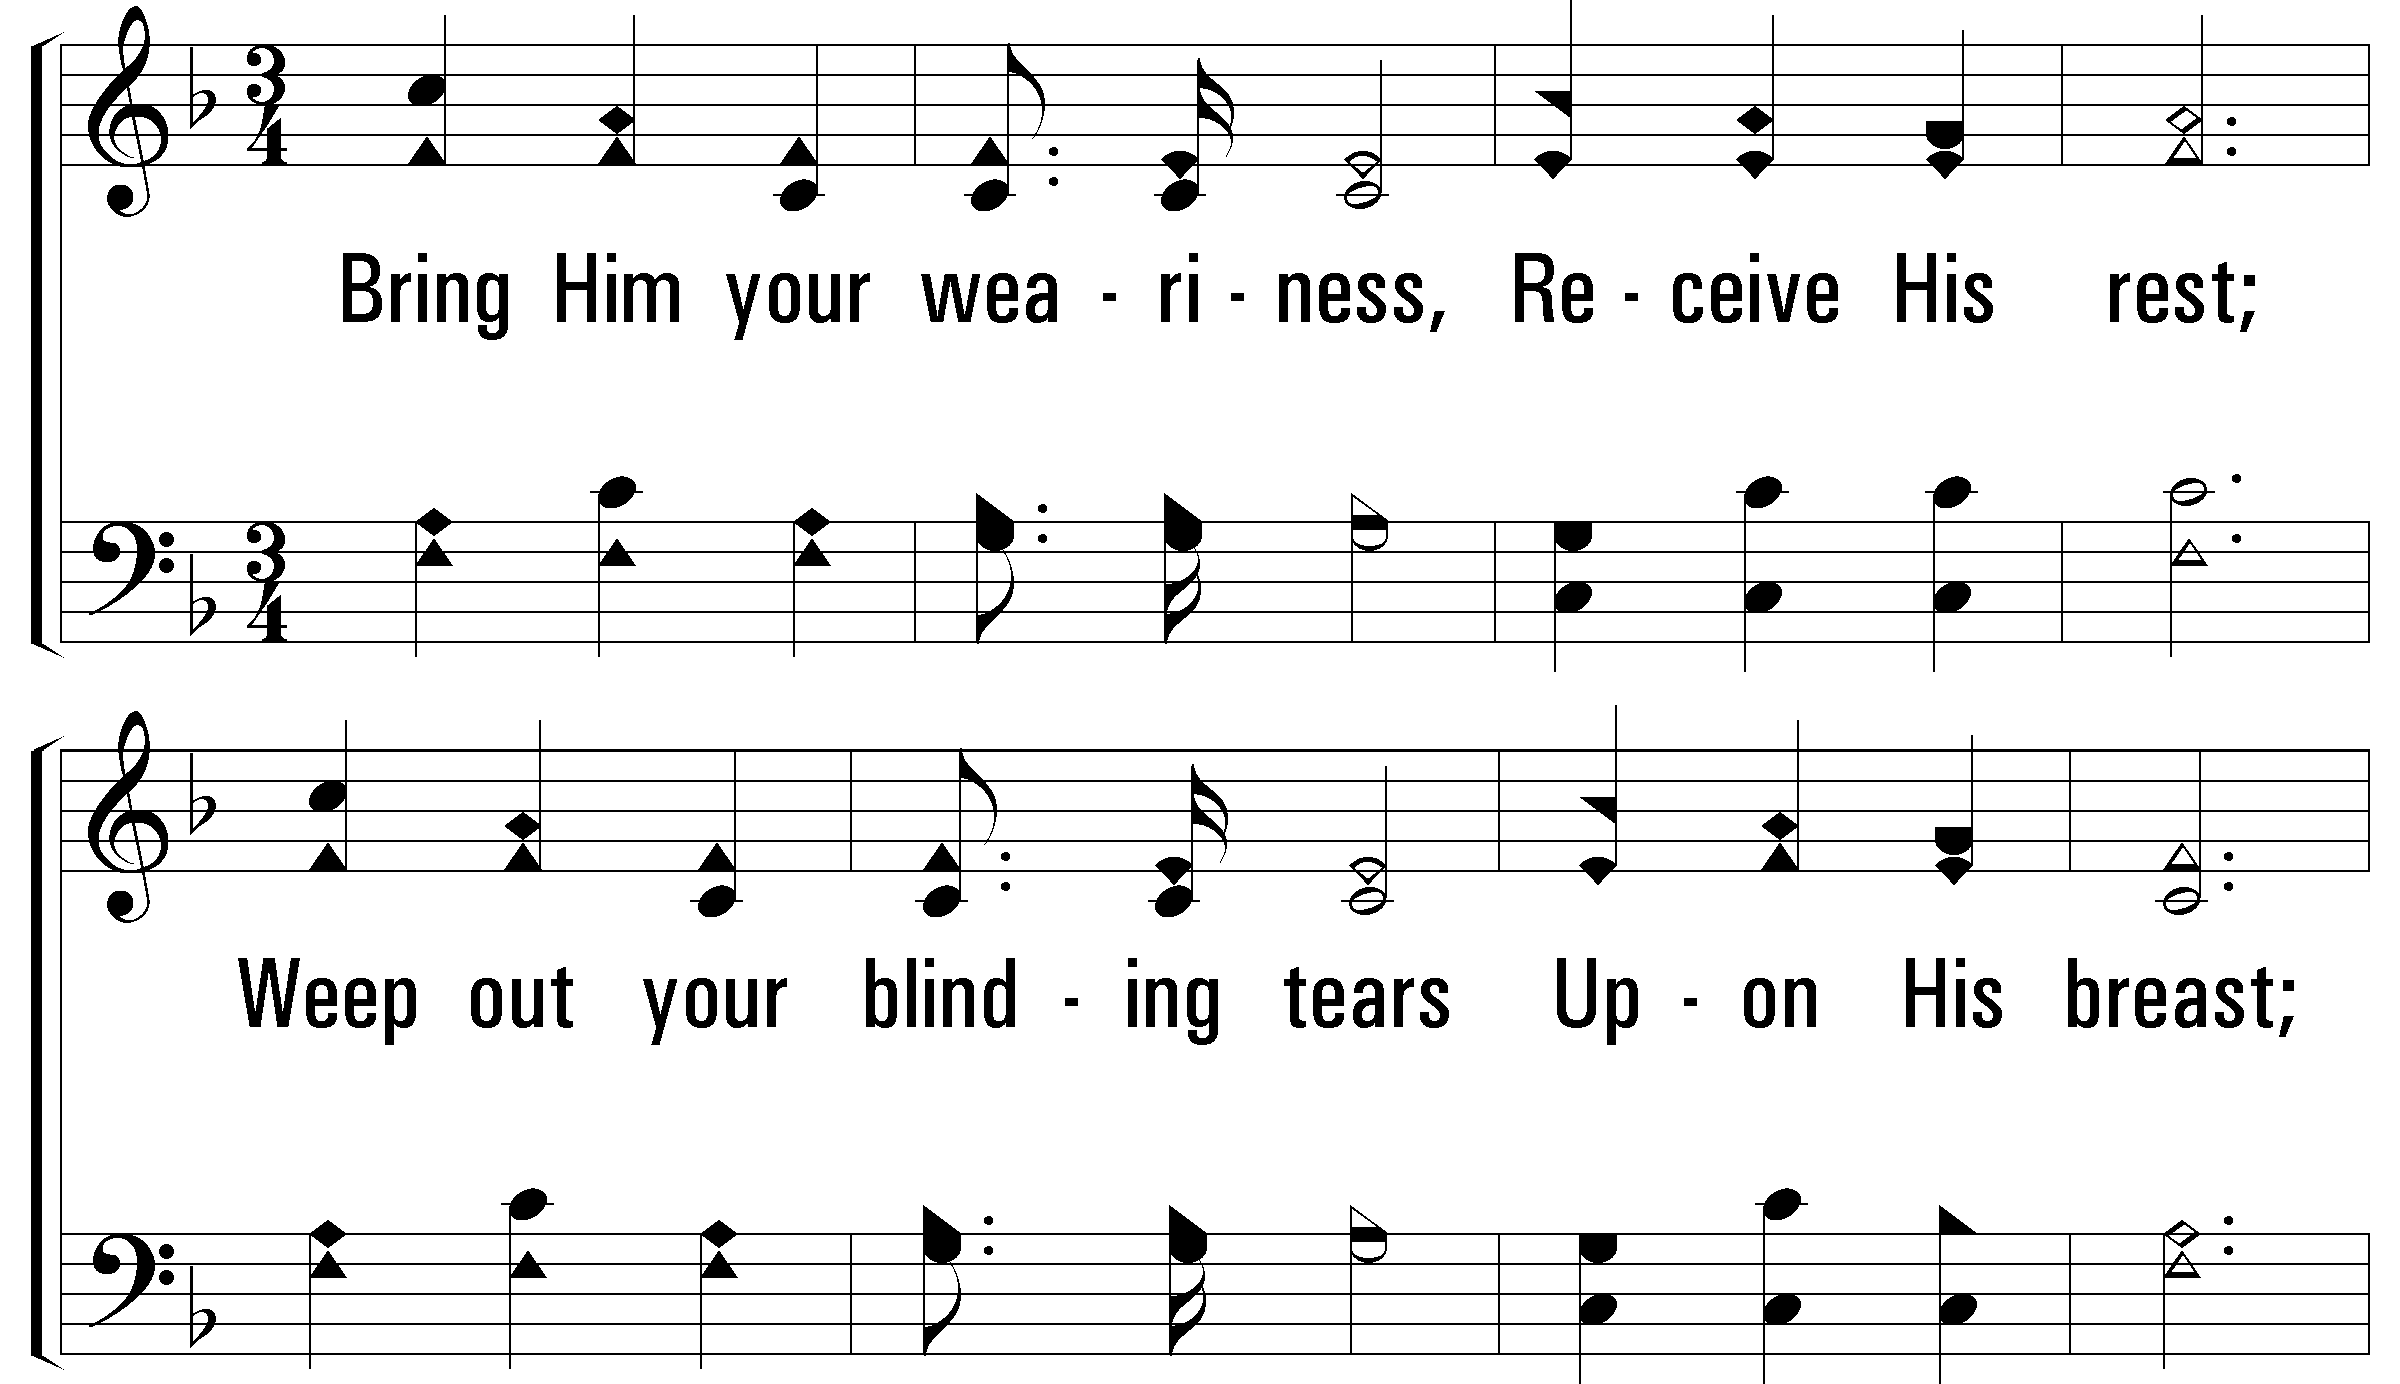 Bring Him your wea - ri - ness, Re - ceive His rest;
Weep out your blind - ing tears Up - on His breast;